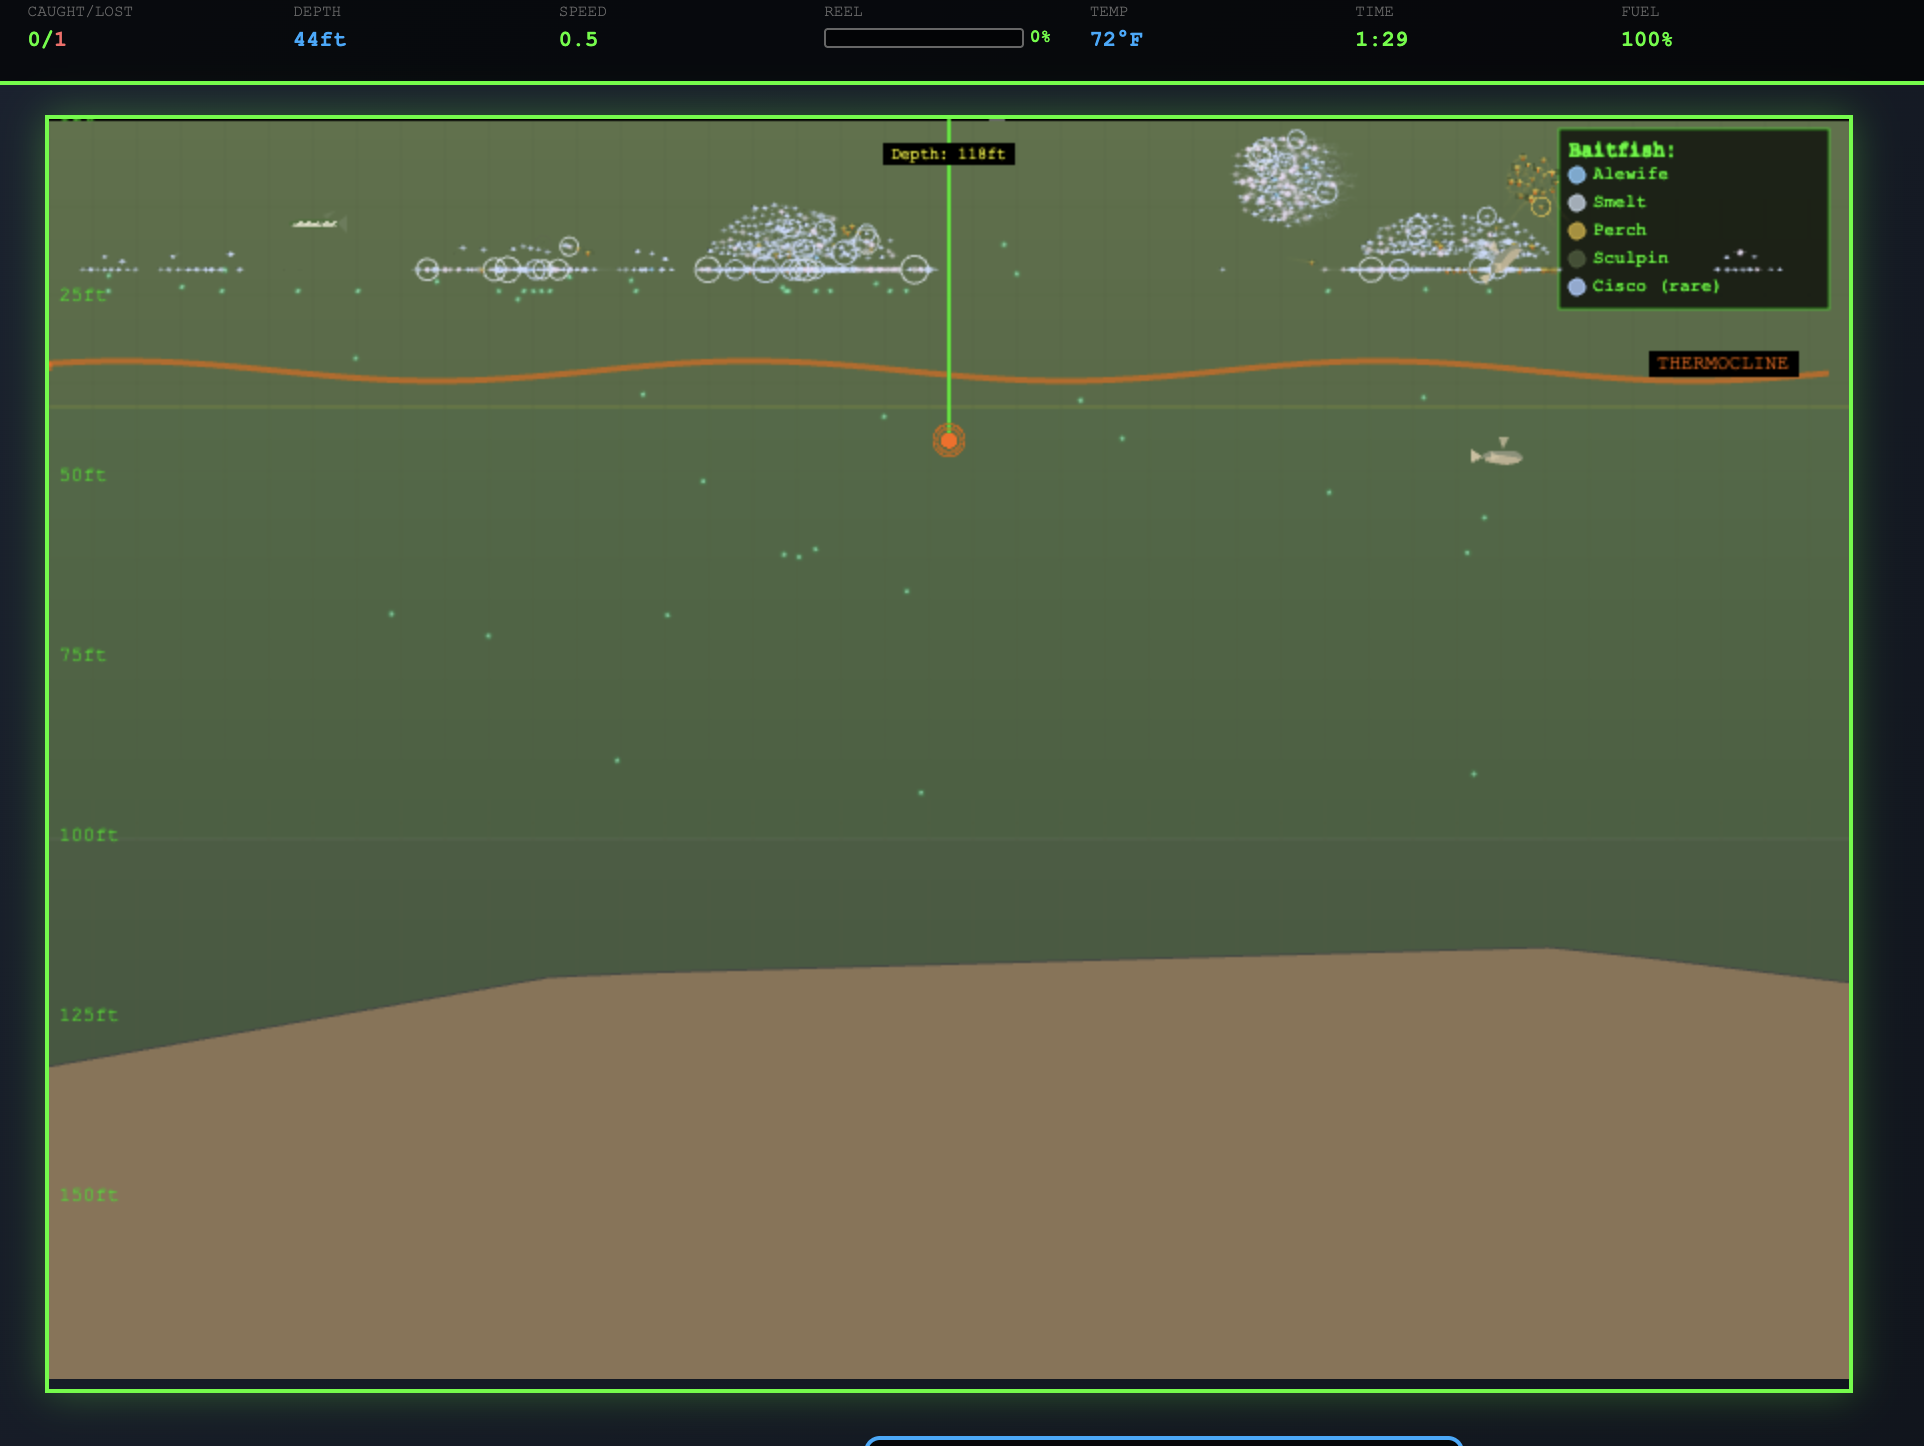 CAUGHT/LOST DEPTH SPEED REEL TEMP TIME FUEL
0/1 44ft 0.5 0% 72°F 1:29 100%
Depth: 118ft
Baitfish:
Alewife
Smelt
Perch
Sculpin
Cisco (rare)
25ft
THERMOCLINE
50ft
75ft
100ft
125ft
150ft